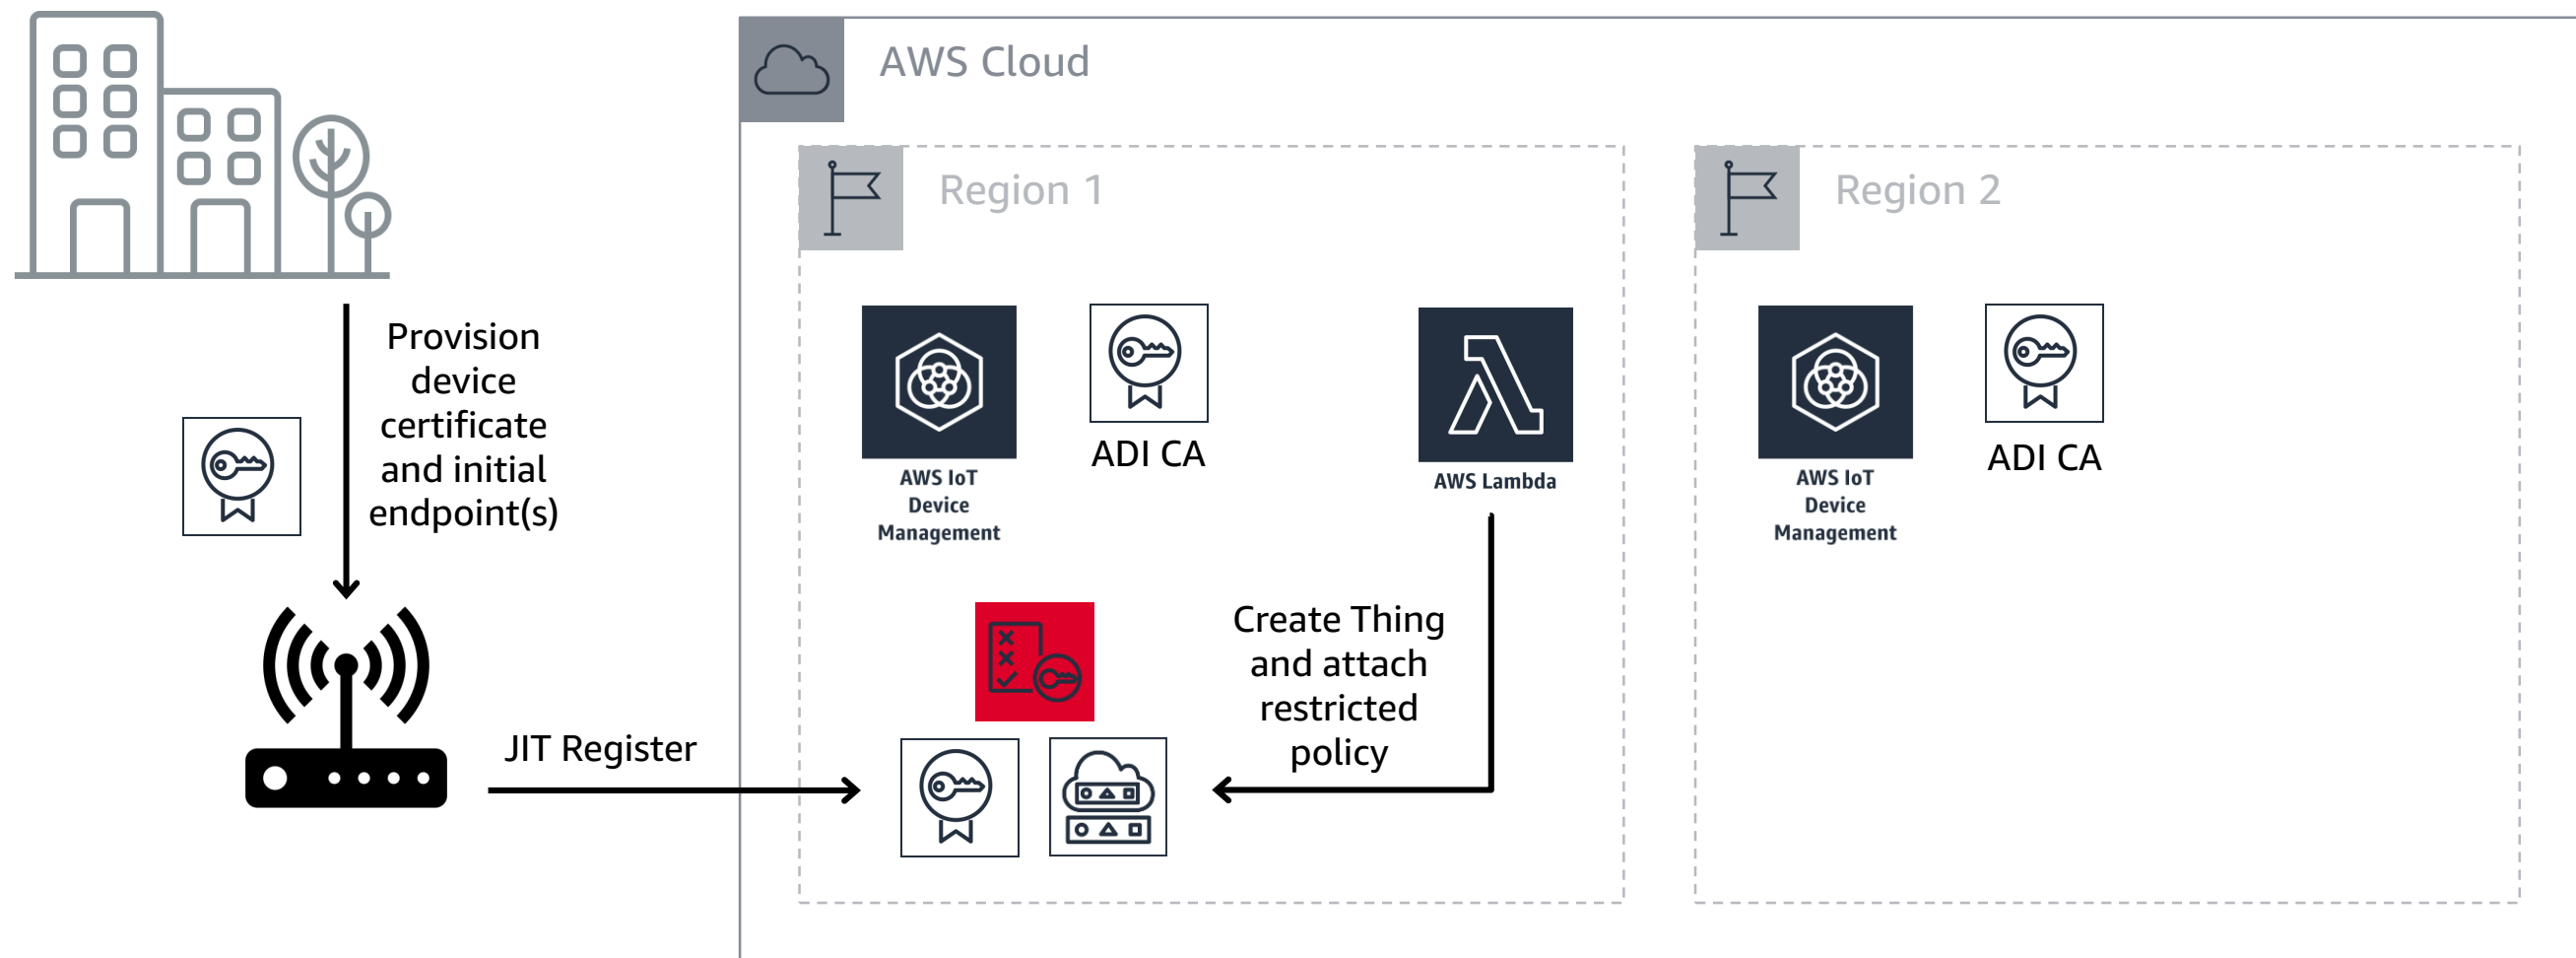 AWS Cloud
Region 1
Region 2
Provision
device
certificate
and initial
endpoint(s)
AWS IoT
Device
Management
ADI CA
AWS Lambda
AWS IoT
Device
Management
ADI CA
JIT Register
Create Thing
and attach
restricted
policy